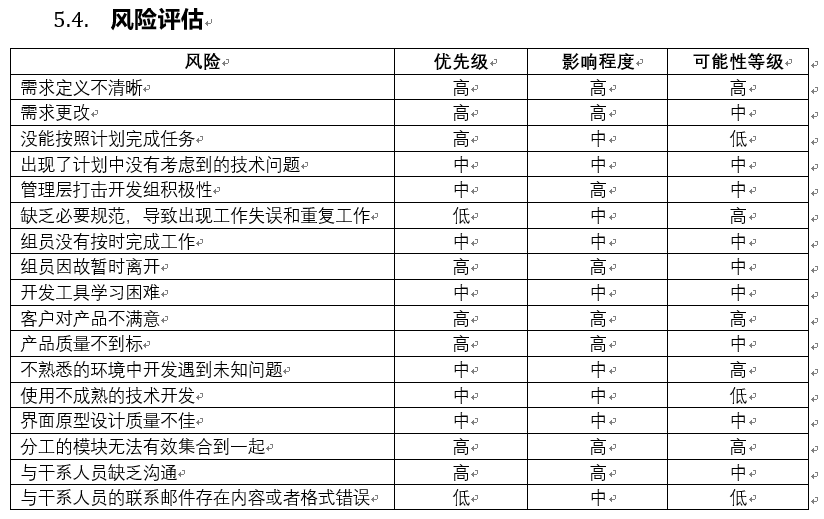 5.4. 风险评估
风险 优先级 影响程度 可能性等级
需求定义不清晰 高 高 高
需求更改 高 高 中
没能按照计划完成任务 高 中 低
出现了计划中没有考虑到的技术问题 中 中 中
管理层打击开发组积极性 中 高 中
缺乏必要规范，导致出现工作失误和重复工作 低 中 高
组员没有按时完成工作 中 中 中
组员因故暂时离开 高 高 中
开发工具学习困难 中 中 中
客户对产品不满意 高 高 高
产品质量不到标 高 高 中
不熟悉的环境中开发遇到未知问题 中 中 高
使用不成熟的技术开发 中 中 低
界面原型设计质量不佳 中 中 中
分工的模块无法有效集合到一起 高 高 高
与干系人员缺乏沟通 高 高 中
与干系人员的联系邮件存在内容或者格式错误 低 中 低